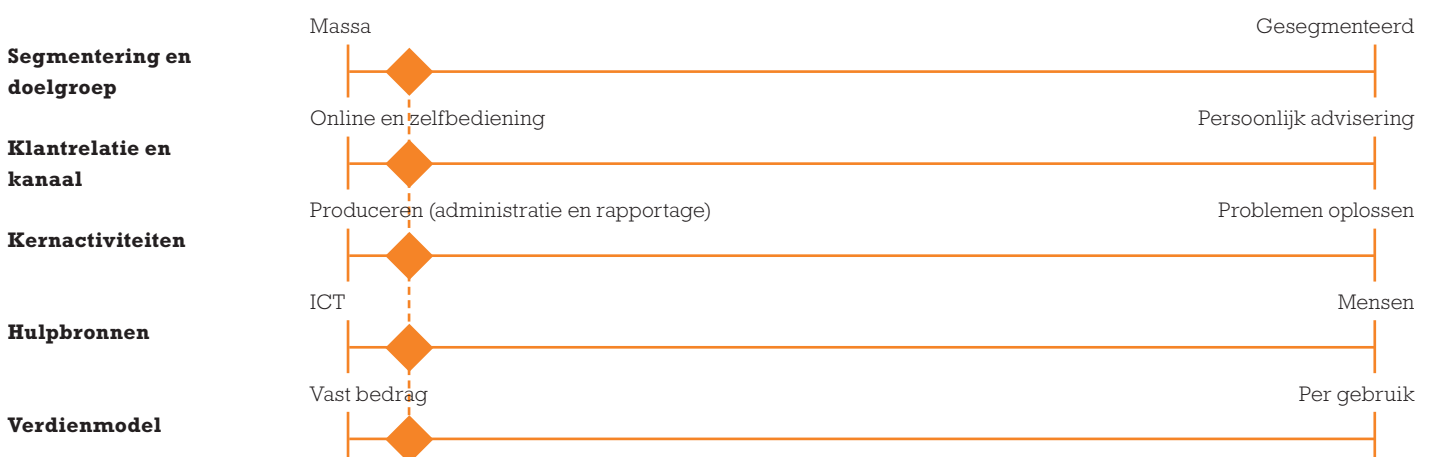 Massa
Gesegmenteerd
Segmentering en
doelgroep
Online en zelfbediening
Persoonlijk advisering
Klantrelatie en
kanaal
Produceren (administratie en rapportage)
Problemen oplossen
Kernactiviteiten
ICT
Mensen
Hulpbronnen
Vast bedrag
Per gebruik
Verdienmodel